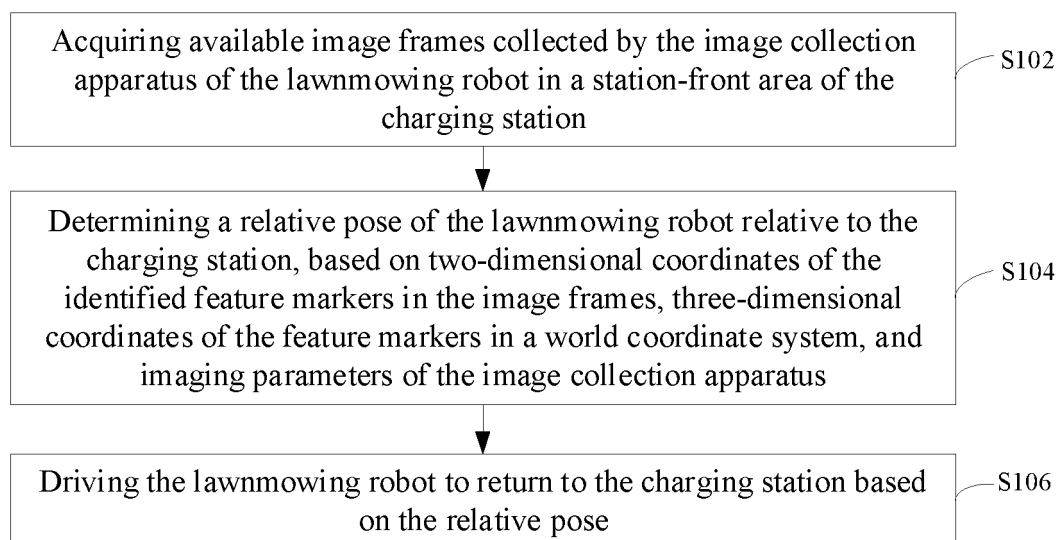 Acquiring available image frames collected by the image collection
apparatus of the lawnmowing robot in a station-front area of the
charging station
S102
Determining a relative pose of the lawnmowing robot relative to the
charging station, based on two-dimensional coordinates of the
identified feature markers in the image frames, three-dimensional
coordinates of the feature markers in a world coordinate system, and
imaging parameters of the image collection apparatus
S104
Driving the lawnmowing robot to return to the charging station based
on the relative pose
S106